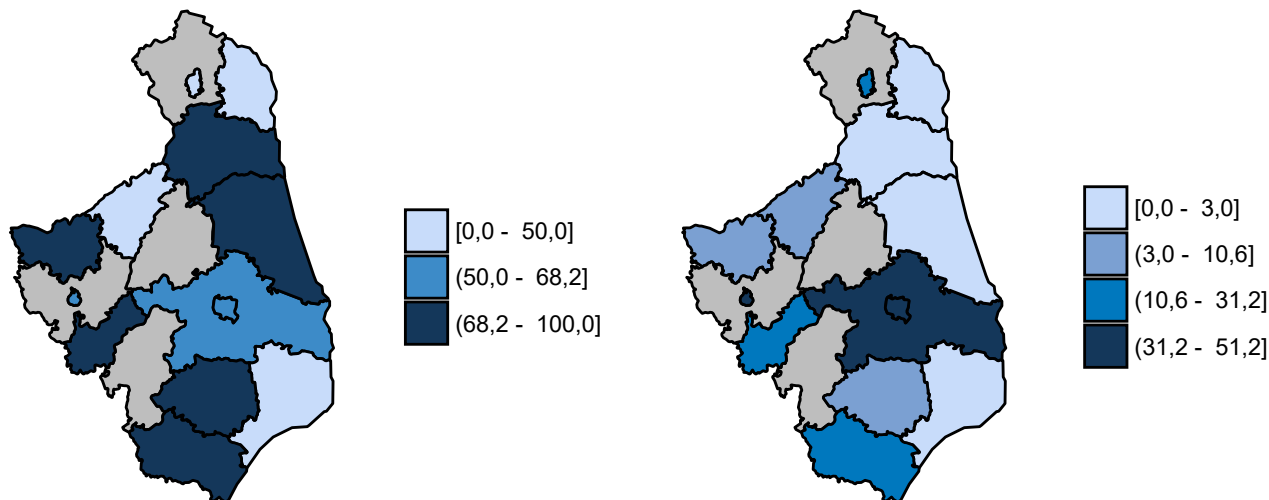 [0,0 - 50,0]
(50,0 - 68,2]
(68,2 - 100,0]
[0,0 - 3,0]
(3,0 - 10,6]
(10,6 - 31,2]
(31,2 - 51,2]